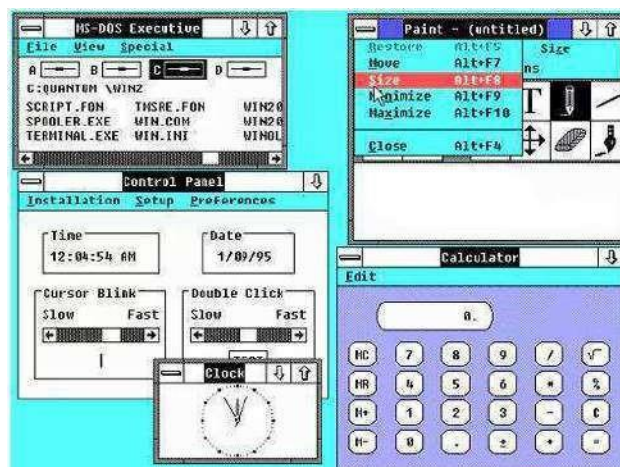 MS-DOS Executive
File View Special
A B C D
C:QUANTUM \WIN2
SCRIPT.FON TMSRE.FON WIN20
SPOOLER.EXE WIN.COM WIN20
TERMINAL.EXE WIN.INI WINOL
Paint - (untitled)
Restore Alt+F5
Move Alt+F7
Size Alt+F8
Minimize Alt+F9
Maximize Alt+F10
Close Alt+F4
Size
ns
T
Control Panel
Installation Setup Preferences
Time
12:04:54 AM
Date
1/09/95
Cursor Blink
Slow Fast
Double Click
Slow Fast
Clock
Calculator
Edit
0.
MC 7 8 9 / √
MR 4 5 6 * %
M+ 1 2 3 - C
M- 0 . ± + =